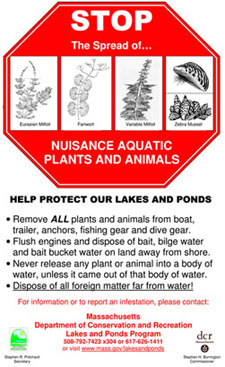 STOP
The Spread of...
Eurasian Milfoil
Fanwort
Variable Milfoil
Zebra Mussel
NUISANCE AQUATIC
PLANTS AND ANIMALS
HELP PROTECT OUR LAKES AND PONDS
• Remove ALL plants and animals from boat,
trailer, anchors, fishing gear and dive gear.
• Flush engines and dispose of bait, bilge water
and bait bucket water on land away from shore.
• Never release any plant or animal into a body of
water, unless it came out of that body of water.
• Dispose of all foreign matter far from water!
For information or to report an infestation, please contact:
Massachusetts
Department of Conservation and Recreation
Lakes and Ponds Program
508-792-7423 x304 or 617-626-1411
or visit www.mass.gov/lakesandponds
dcr
Stephen R. Pritchard
Secretary
Stephen H. Burrington
Commissioner